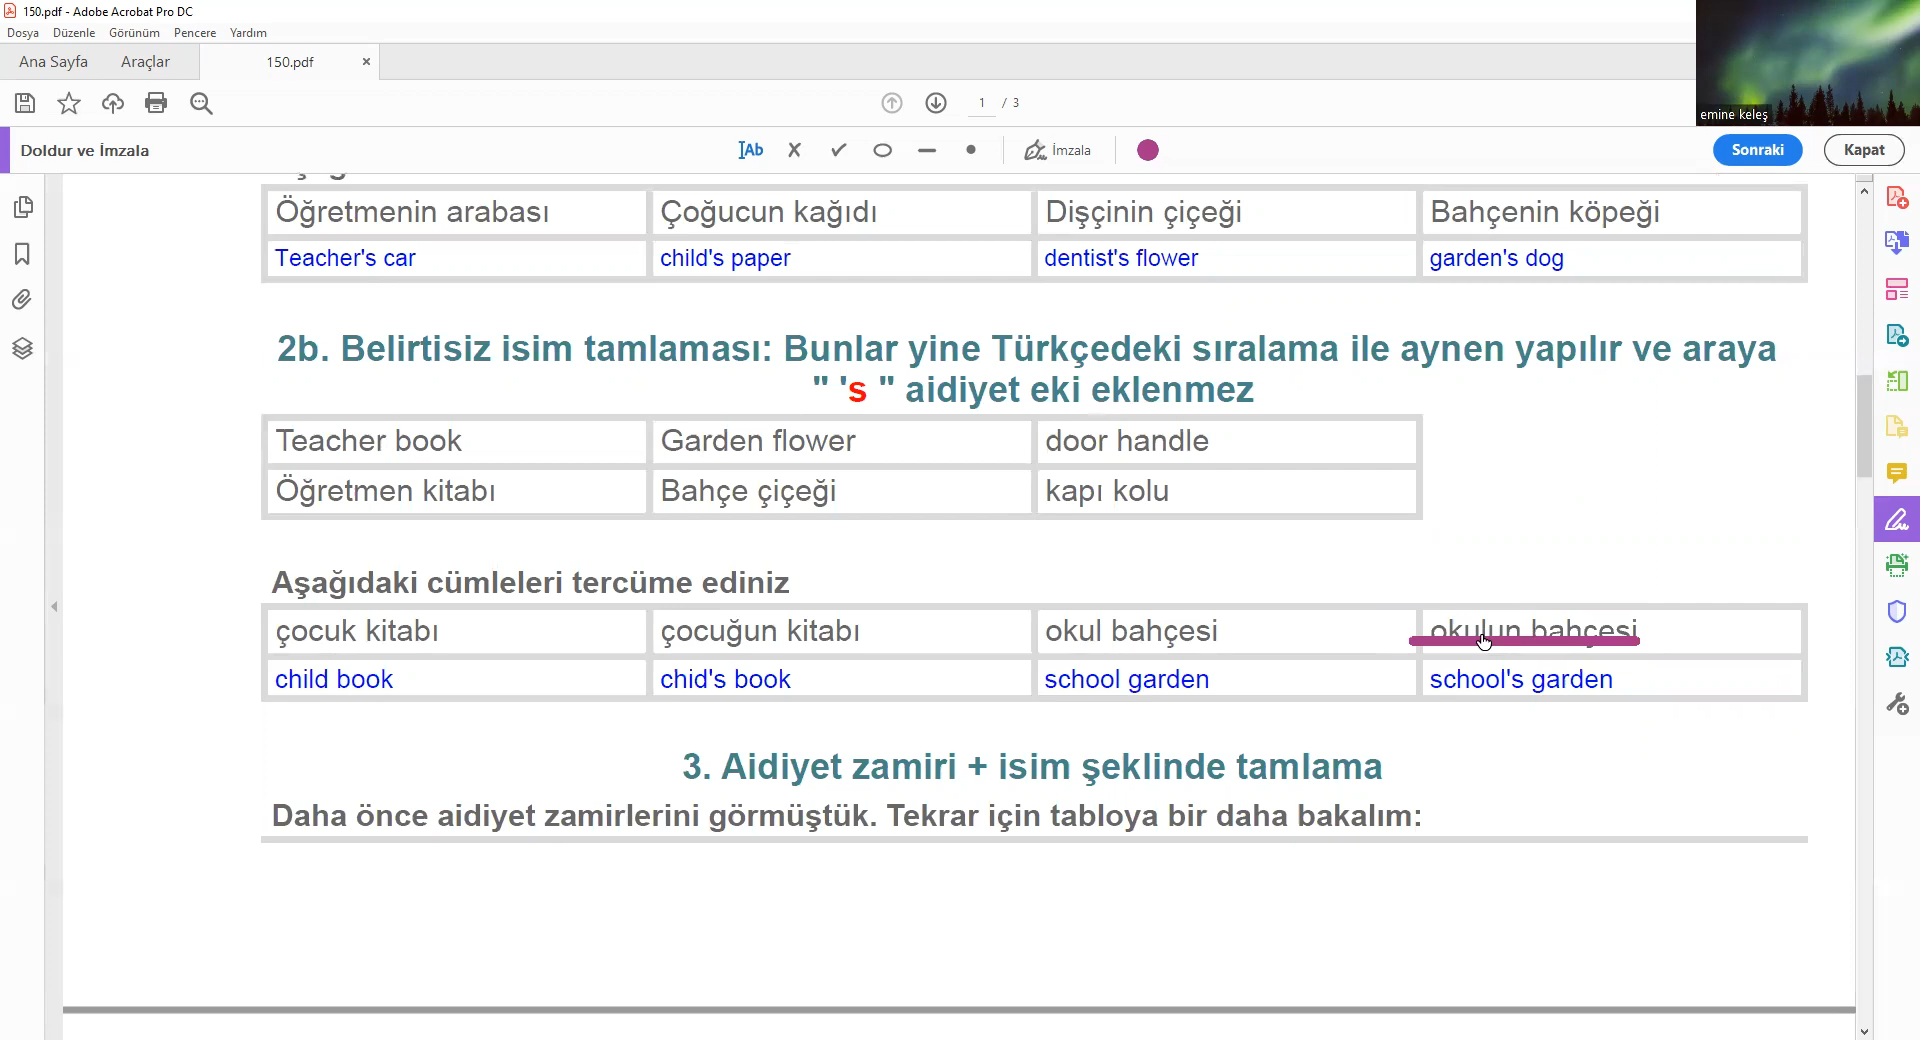 150.pdf - Adobe Acrobat Pro DC
Dosya Düzenle Görünüm Pencere Yardım
Ana Sayfa Araçlar 150.pdf ×
1 / 3
emine keleş
Doldur ve İmzala
Ab İmzala
Sonraki Kapat
Öğretmenin arabası Çoğucun kağıdı Dişçinin çiçeği Bahçenin köpeği
Teacher's car child's paper dentist's flower garden's dog
2b. Belirtisiz isim tamlaması: Bunlar yine Türkçedeki sıralama ile aynen yapılır ve araya
" 's " aidiyet eki eklenmez
Teacher book Garden flower door handle
Öğretmen kitabı Bahçe çiçeği kapı kolu
Aşağıdaki cümleleri tercüme ediniz
çocuk kitabı çocuğun kitabı okul bahçesi okulun bahçesi
child book chid's book school garden school's garden
3. Aidiyet zamiri + isim şeklinde tamlama
Daha önce aidiyet zamirlerini görmüştük. Tekrar için tabloya bir daha bakalım: